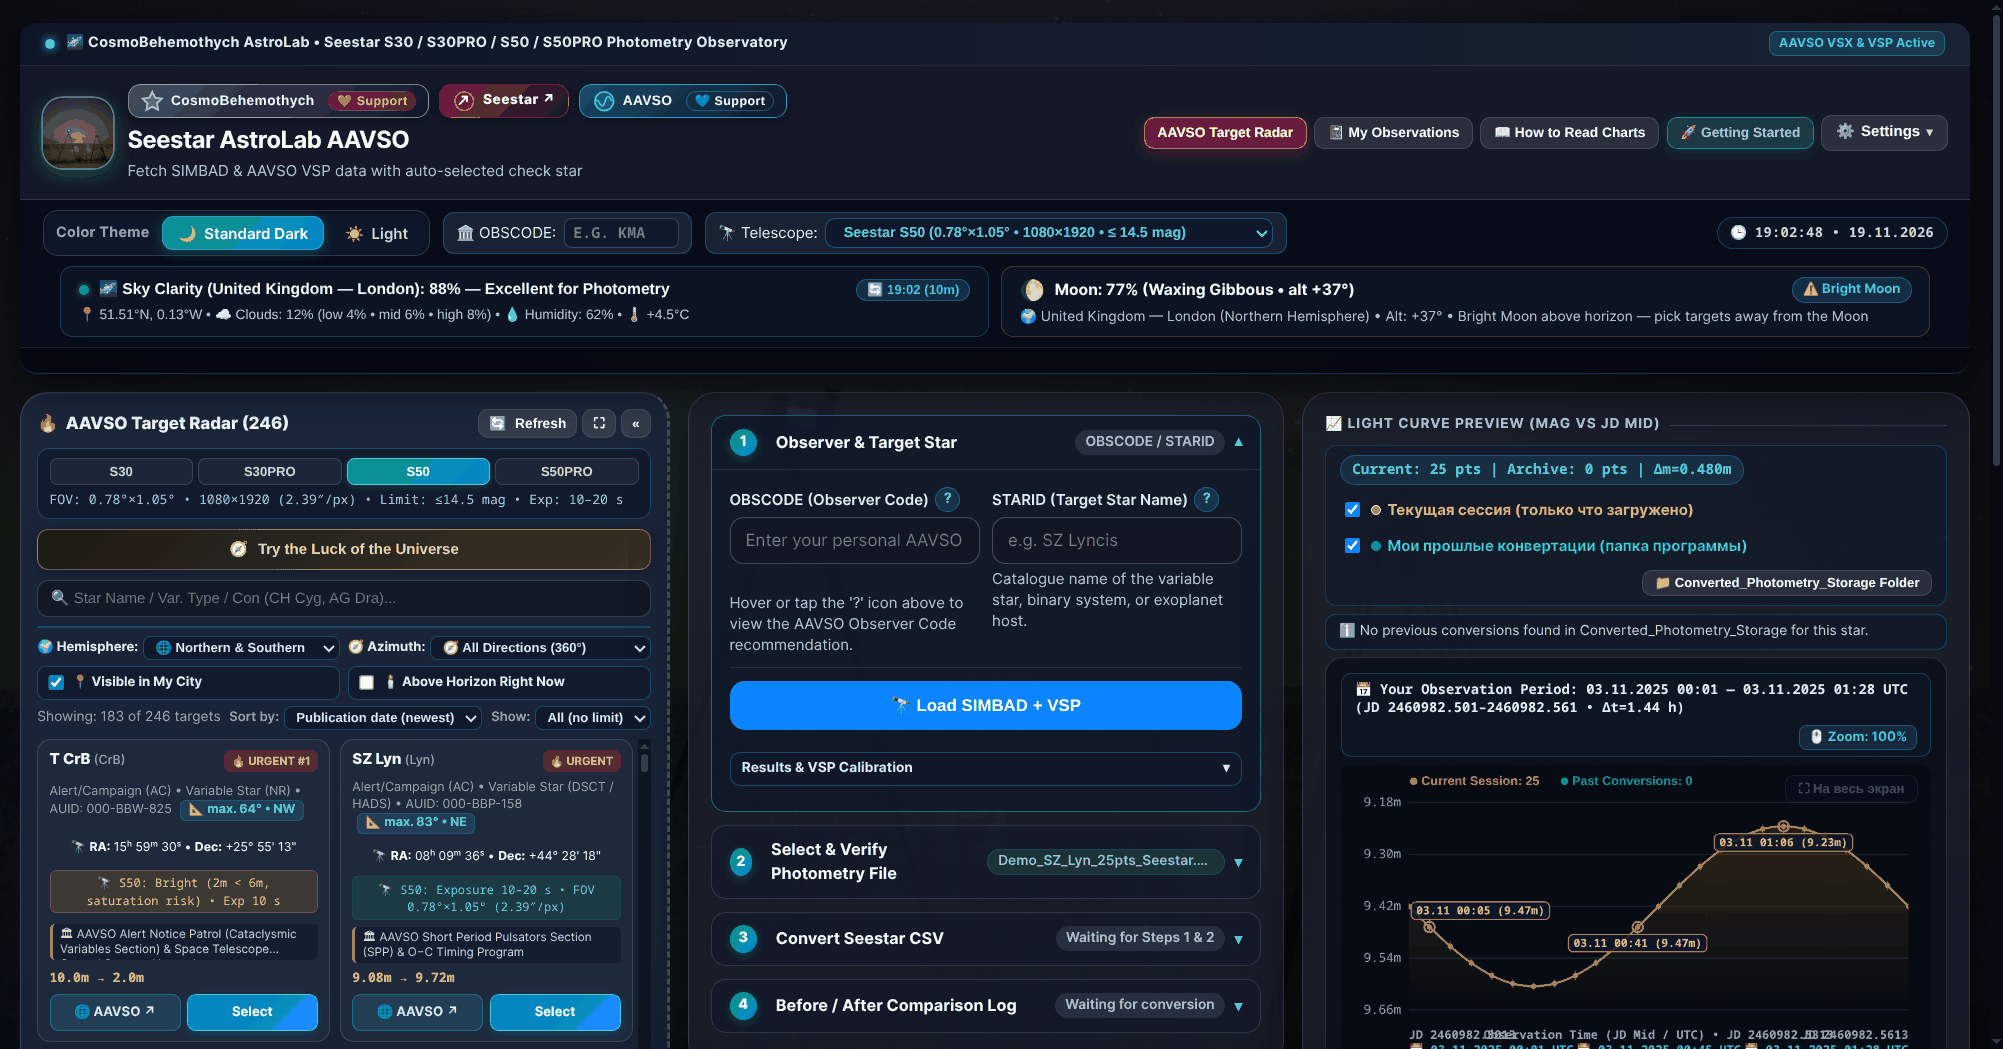 CosmoBehemothych AstroLab • Seestar S30 / S30PRO / S50 / S50PRO Photometry Observatory
AAVSO VSX & VSP Active
CosmoBehemothych
Support
Seestar ↗
AAVSO
Support
Seestar AstroLab AAVSO
Fetch SIMBAD & AAVSO VSP data with auto-selected check star
AAVSO Target Radar
My Observations
How to Read Charts
Getting Started
Settings ▾
Color Theme
Standard Dark
Light
OBSCODE:
E.G. KMA
Telescope:
Seestar S50 (0.78°×1.05° • 1080×1920 • ≤ 14.5 mag)
19:02:48 • 19.11.2026
Sky Clarity (United Kingdom — London): 88% — Excellent for Photometry
19:02 (10m)
51.51°N, 0.13°W • Clouds: 12% (low 4% • mid 6% • high 8%) • Humidity: 62% • +4.5°C
Moon: 77% (Waxing Gibbous • alt +37°)
Bright Moon
United Kingdom — London (Northern Hemisphere) • Alt: +37° • Bright Moon above horizon — pick targets away from the Moon
AAVSO Target Radar (246)
Refresh
«
S30
S30PRO
S50
S50PRO
FOV: 0.78°×1.05° • 1080×1920 (2.39″/px) • Limit: ≤14.5 mag • Exp: 10–20 s
Try the Luck of the Universe
Star Name / Var. Type / Con (CH Cyg, AG Dra)...
Hemisphere:
Northern & Southern
Azimuth:
All Directions (360°)
Visible in My City
Above Horizon Right Now
Showing: 183 of 246 targets
Sort by:
Publication date (newest)
Show:
All (no limit)
T CrB (CrB)
URGENT #1
Alert/Campaign (AC) • Variable Star (NR) •
AUID: 000-BBW-825
max. 64° • NW
RA: 15ʰ 59ᵐ 30ˢ • Dec: +25° 55' 13"
S50: Bright (2m < 6m,
saturation risk) • Exp 10 s
AAVSO Alert Notice Patrol (Cataclysmic
Variables Section) & Space Telescope...
10.0m → 2.0m
AAVSO ↗
Select
SZ Lyn (Lyn)
URGENT
Alert/Campaign (AC) • Variable Star (DSCT /
HADS) • AUID: 000-BBP-158
max. 83° • NE
RA: 08ʰ 09ᵐ 36ˢ • Dec: +44° 28' 18"
S50: Exposure 10–20 s • FOV
0.78°×1.05° (2.39″/px)
AAVSO Short Period Pulsators Section
(SPP) & O–C Timing Program
9.08m → 9.72m
AAVSO ↗
Select
1
Observer & Target Star
OBSCODE / STARID
▲
OBSCODE (Observer Code)
?
STARID (Target Star Name)
?
Enter your personal AAVSO
e.g. SZ Lyncis
Hover or tap the '?' icon above to
view the AAVSO Observer Code
recommendation.
Catalogue name of the variable
star, binary system, or exoplanet
host.
Load SIMBAD + VSP
Results & VSP Calibration
▼
2
Select & Verify
Photometry File
Demo_SZ_Lyn_25pts_Seestar....
▼
3
Convert Seestar CSV
Waiting for Steps 1 & 2
▼
4
Before / After Comparison Log
Waiting for conversion
▼
LIGHT CURVE PREVIEW (MAG VS JD MID)
Current: 25 pts | Archive: 0 pts | Δm=0.480m
Текущая сессия (только что загружено)
Мои прошлые конвертации (папка программы)
Converted_Photometry_Storage Folder
No previous conversions found in Converted_Photometry_Storage for this star.
Your Observation Period: 03.11.2025 00:01 — 03.11.2025 01:28 UTC
(JD 2460982.501–2460982.561 • Δt=1.44 h)
Zoom: 100%
Current Session: 25
Past Conversions: 0
На весь экран
9.18m
9.30m
9.42m
9.54m
9.66m
03.11 01:06 (9.23m)
03.11 00:05 (9.47m)
03.11 00:41 (9.47m)
Observation Time (JD Mid / UTC)